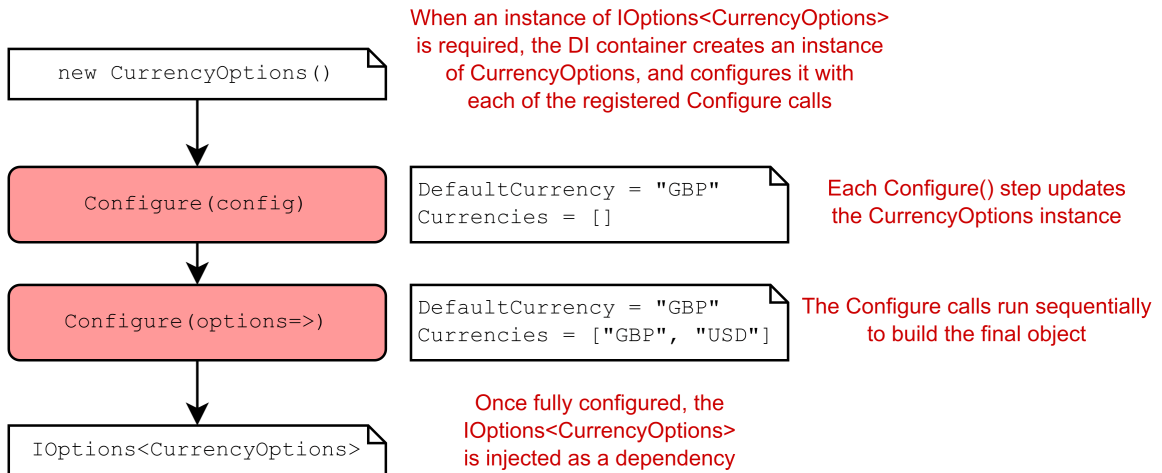 When an instance of IOptions<CurrencyOptions>
is required, the DI container creates an instance
of CurrencyOptions, and configures it with
each of the registered Configure calls
new CurrencyOptions()
Configure(config)
DefaultCurrency = "GBP"
Currencies = []
Each Configure() step updates
the CurrencyOptions instance
Configure(options=>)
DefaultCurrency = "GBP"
Currencies = ["GBP", "USD"]
The Configure calls run sequentially
to build the final object
Once fully configured, the
IOptions<CurrencyOptions>
is injected as a dependency
IOptions<CurrencyOptions>